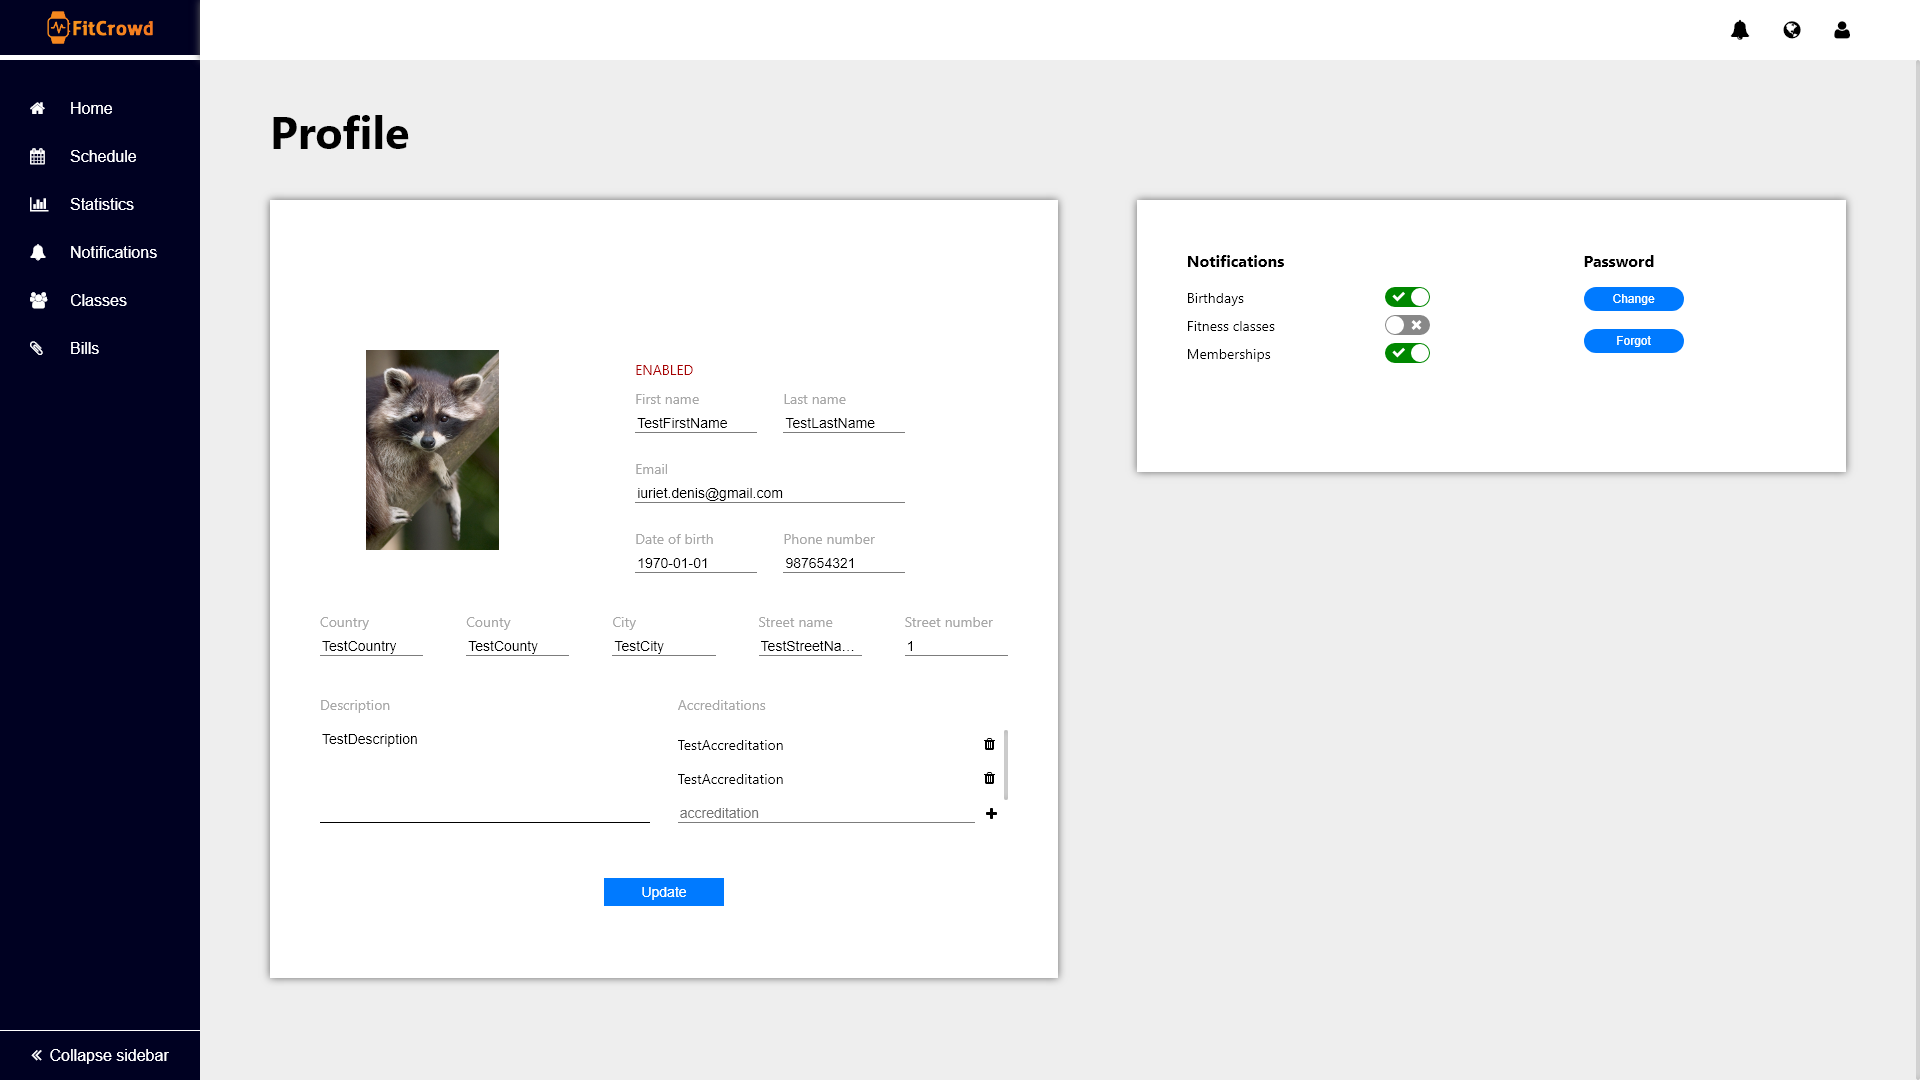 FitCrowd
Home
Schedule
Statistics
Notifications
Classes
Bills
Collapse sidebar
Profile
ENABLED
First name
Last name
TestFirstName
TestLastName
Email
iuriet.denis@gmail.com
Date of birth
Phone number
1970-01-01
987654321
Country
County
City
Street name
Street number
TestCountry
TestCounty
TestCity
TestStreetNa...
1
Description
Accreditations
TestDescription
TestAccreditation
TestAccreditation
accreditation
Update
Notifications
Birthdays
Fitness classes
Memberships
Password
Change
Forgot